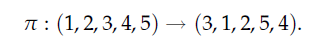 π : (1, 2, 3, 4, 5) → (3, 1, 2, 5, 4).